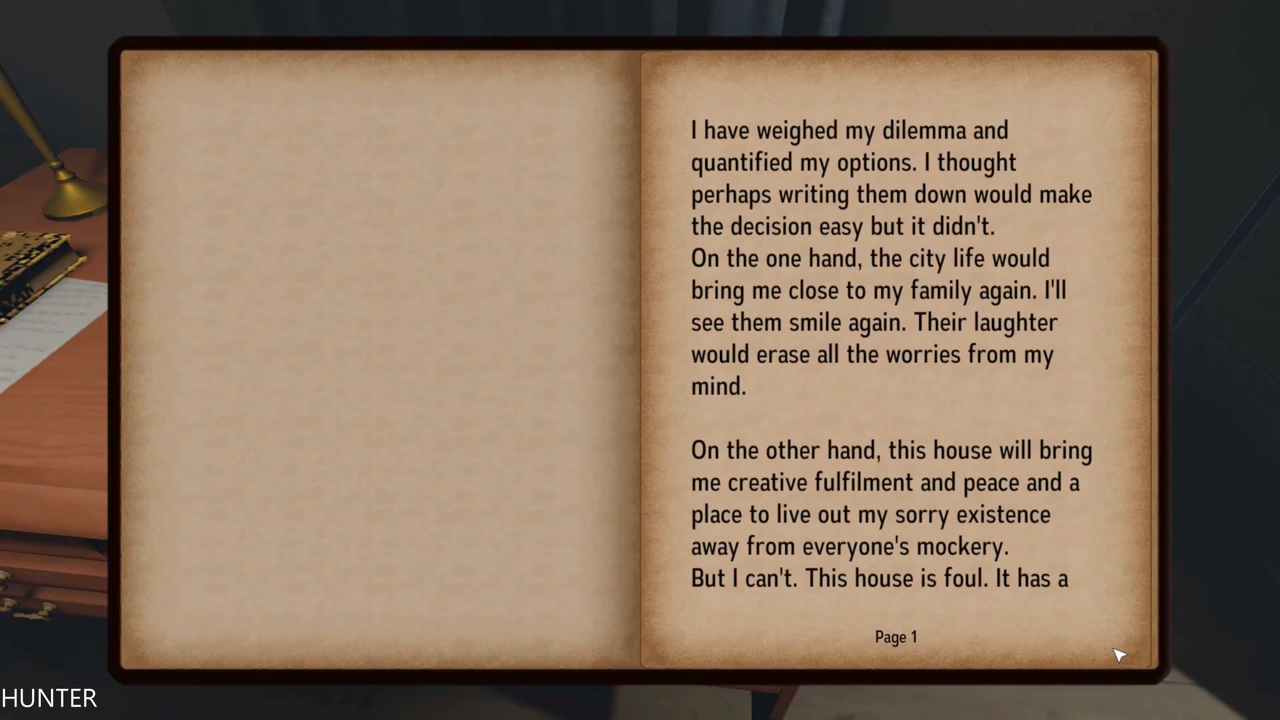 I have weighed my dilemma and
quantified my options. I thought
perhaps writing them down would make
the decision easy but it didn't.
On the one hand, the city life would
bring me close to my family again. I'll
see them smile again. Their laughter
would erase all the worries from my
mind.
On the other hand, this house will bring
me creative fulfilment and peace and a
place to live out my sorry existence
away from everyone's mockery.
But I can't. This house is foul. It has a
Page 1
HUNTER